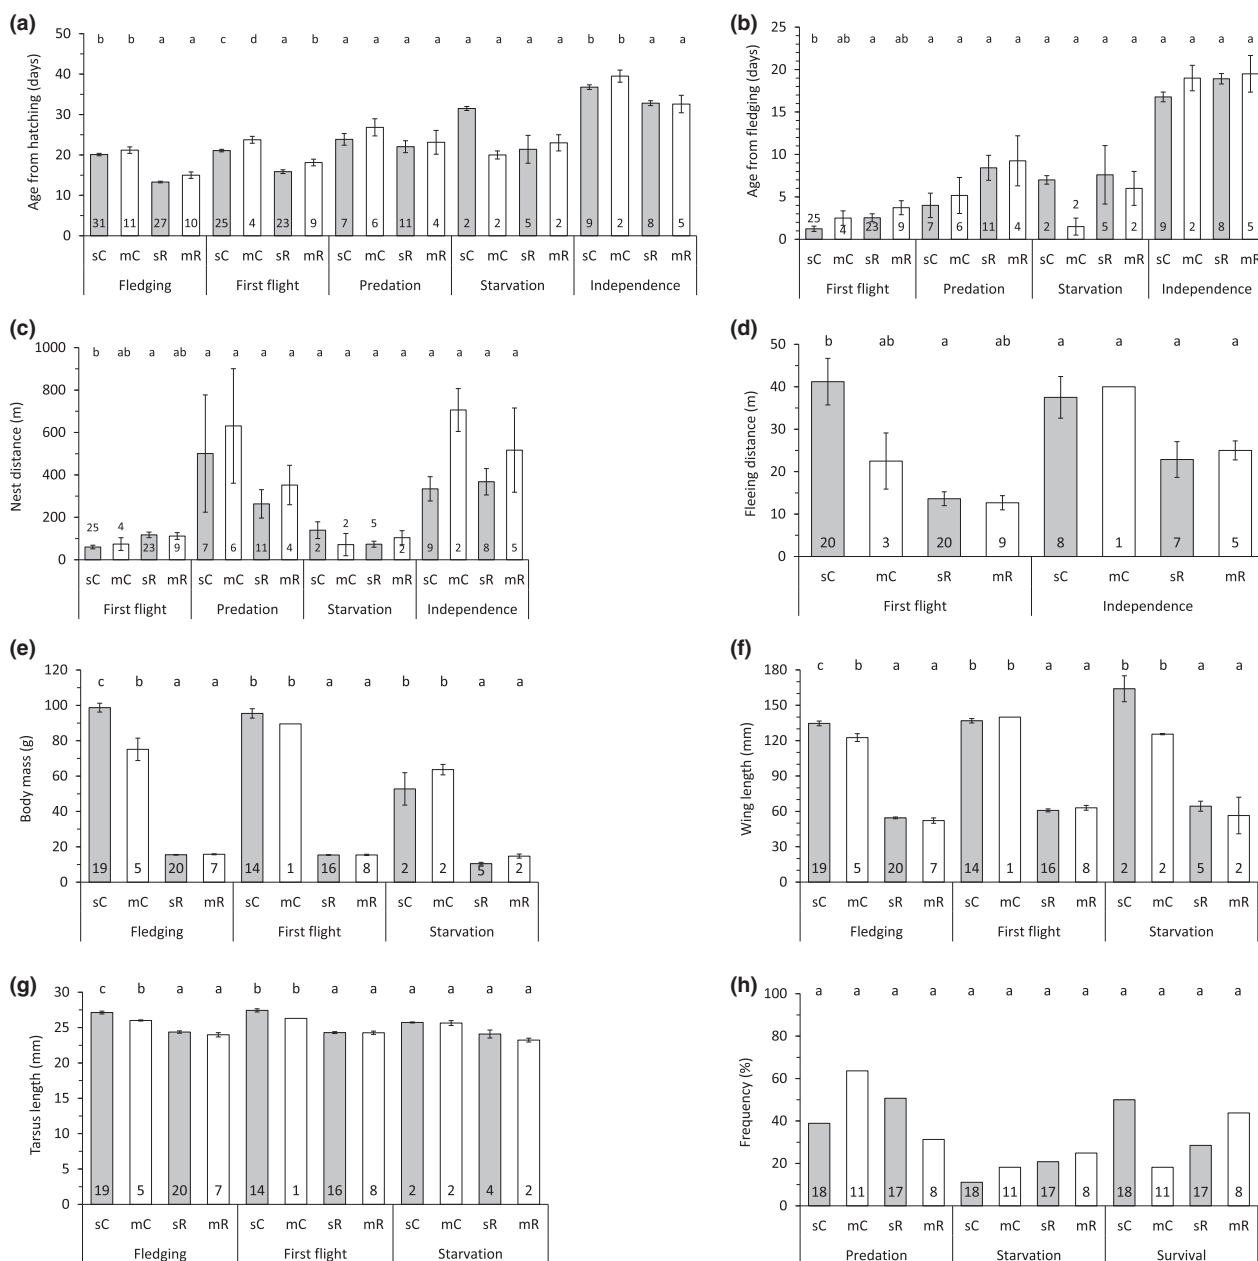 (a)
Age from hatching (days)
50
40
30
20
10
0
b b a a c d a b a a a a a a a a b b a a
31 11 27 10 25 4 23 9 7 6 11 4 2 2 5 2 9 2 8 5
sC mC sR mR sC mC sR mR sC mC sR mR sC mC sR mR sC mC sR mR
Fledging First flight Predation Starvation Independence
(b)
Age from fledging (days)
25
20
15
10
5
0
b ab a ab a a a a a a a a a a a a
25 4 23 9 7 6 11 4 2 2 5 2 9 2 8 5
sC mC sR mR sC mC sR mR sC mC sR mR sC mC sR mR
First flight Predation Starvation Independence
(c)
Nest distance (m)
1000
800
600
400
200
0
b ab a ab a a a a a a a a a a a a
25 4 23 9 7 6 11 4 2 2 5 2 9 2 8 5
sC mC sR mR sC mC sR mR sC mC sR mR sC mC sR mR
First flight Predation Starvation Independence
(d)
Fleeing distance (m)
50
40
30
20
10
0
b ab a ab a a a a
20 3 20 9 8 1 7 5
sC mC sR mR sC mC sR mR
First flight Independence
(e)
Body mass (g)
120
100
80
60
40
20
0
c b a a b b a a b b a a
19 5 20 7 14 1 16 8 2 2 5 2
sC mC sR mR sC mC sR mR sC mC sR mR
Fledging First flight Starvation
(f)
Wing length (mm)
180
150
120
90
60
30
0
c b a a b b a a b b a a
19 5 20 7 14 1 16 8 2 2 5 2
sC mC sR mR sC mC sR mR sC mC sR mR
Fledging First flight Starvation
(g)
Tarsus length (mm)
30
25
20
15
10
5
0
c b a a b b a a a a a a
19 5 20 7 14 1 16 8 2 2 4 2
sC mC sR mR sC mC sR mR sC mC sR mR
Fledging First flight Starvation
(h)
Frequency (%)
100
80
60
40
20
0
a a a a a a a a a a a a
18 11 17 8 18 11 17 8 18 11 17 8
sC mC sR mR sC mC sR mR sC mC sR mR
Predation Starvation Survival